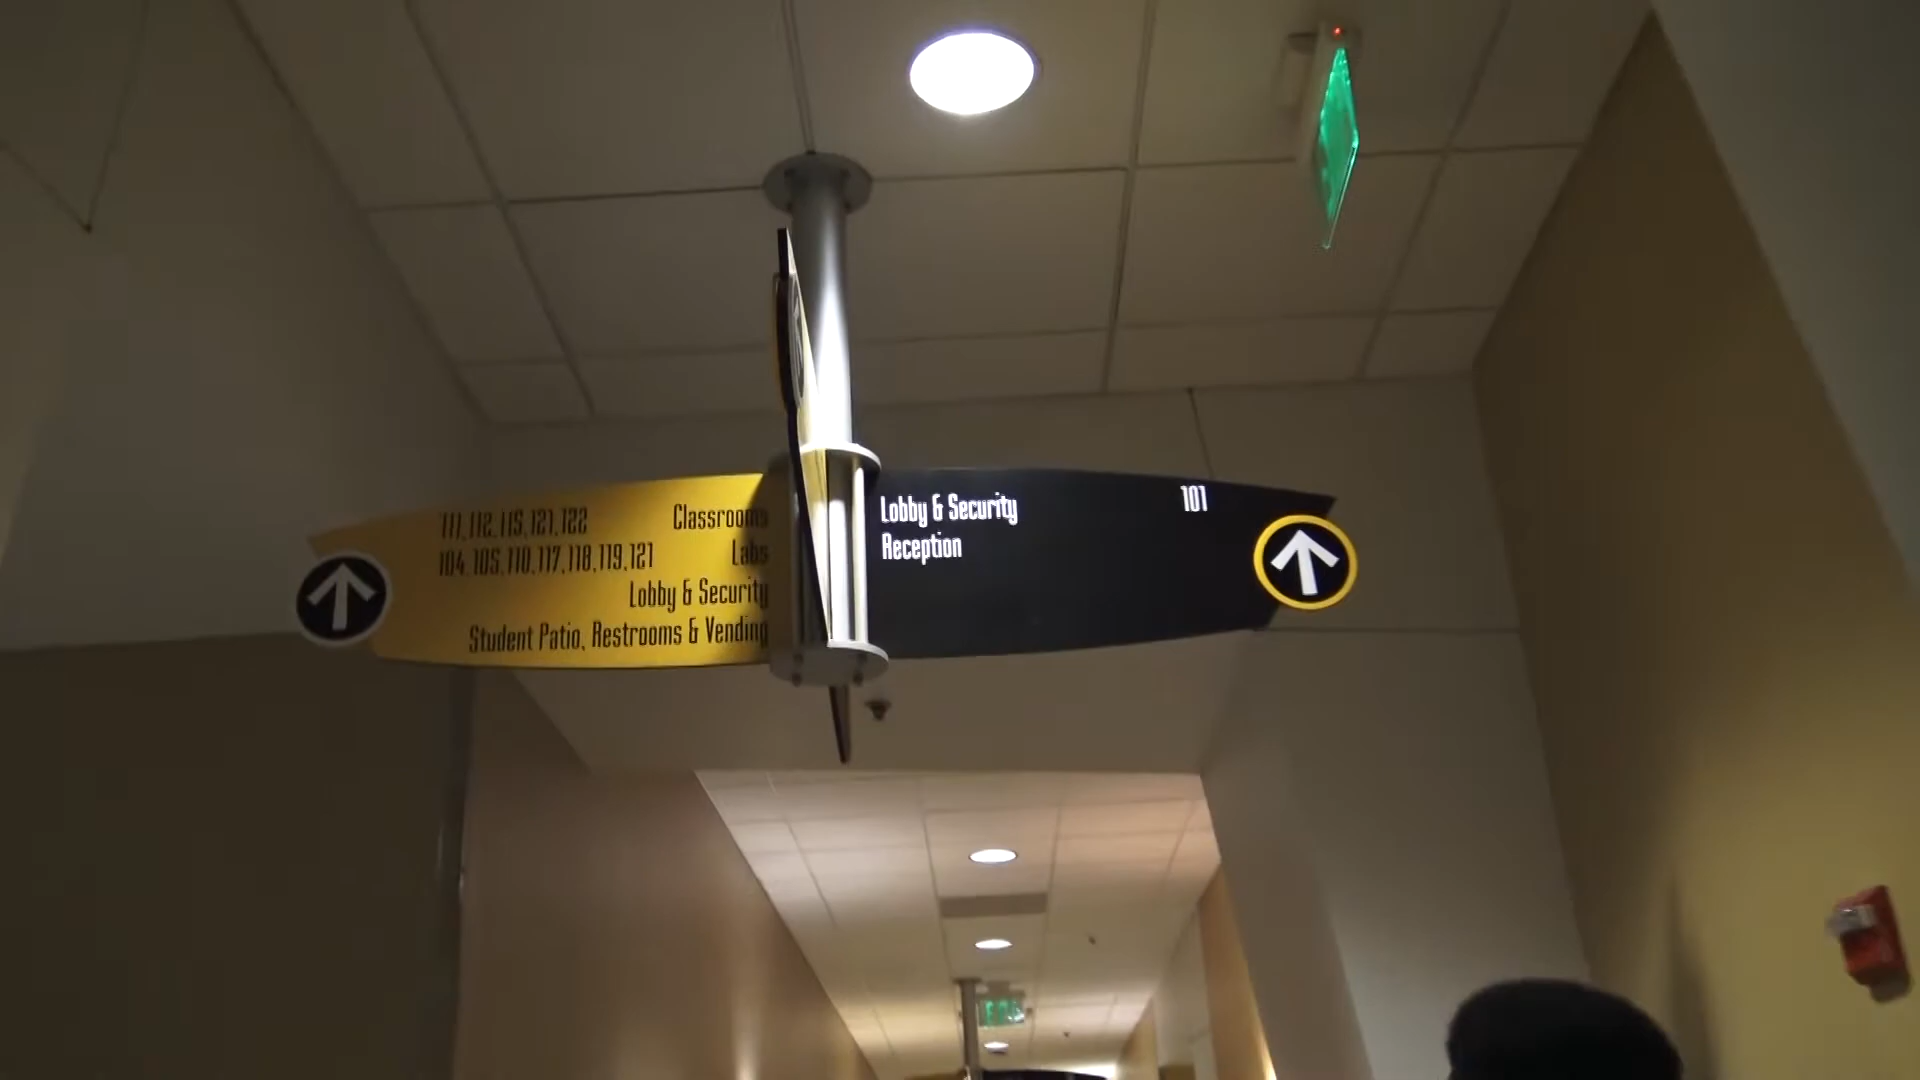 111, 112, 115, 121, 122 Classrooms
104, 105, 110, 117, 118, 119, 121 Labs
Lobby & Security
Student Patio, Restrooms & Vending
Lobby & Security 101
Reception
EXIT